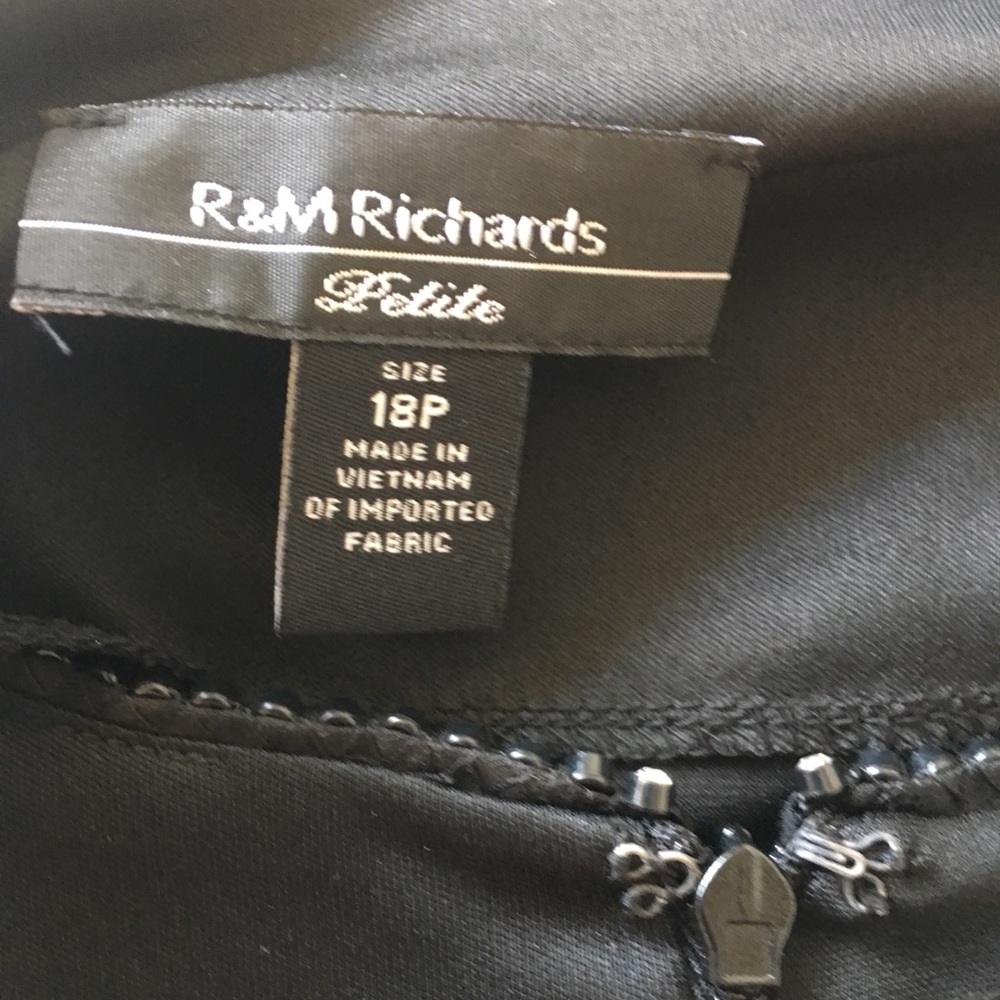 R&M Richards
Petite
SIZE
18P
MADE IN
VIETNAM
OF IMPORTED
FABRIC